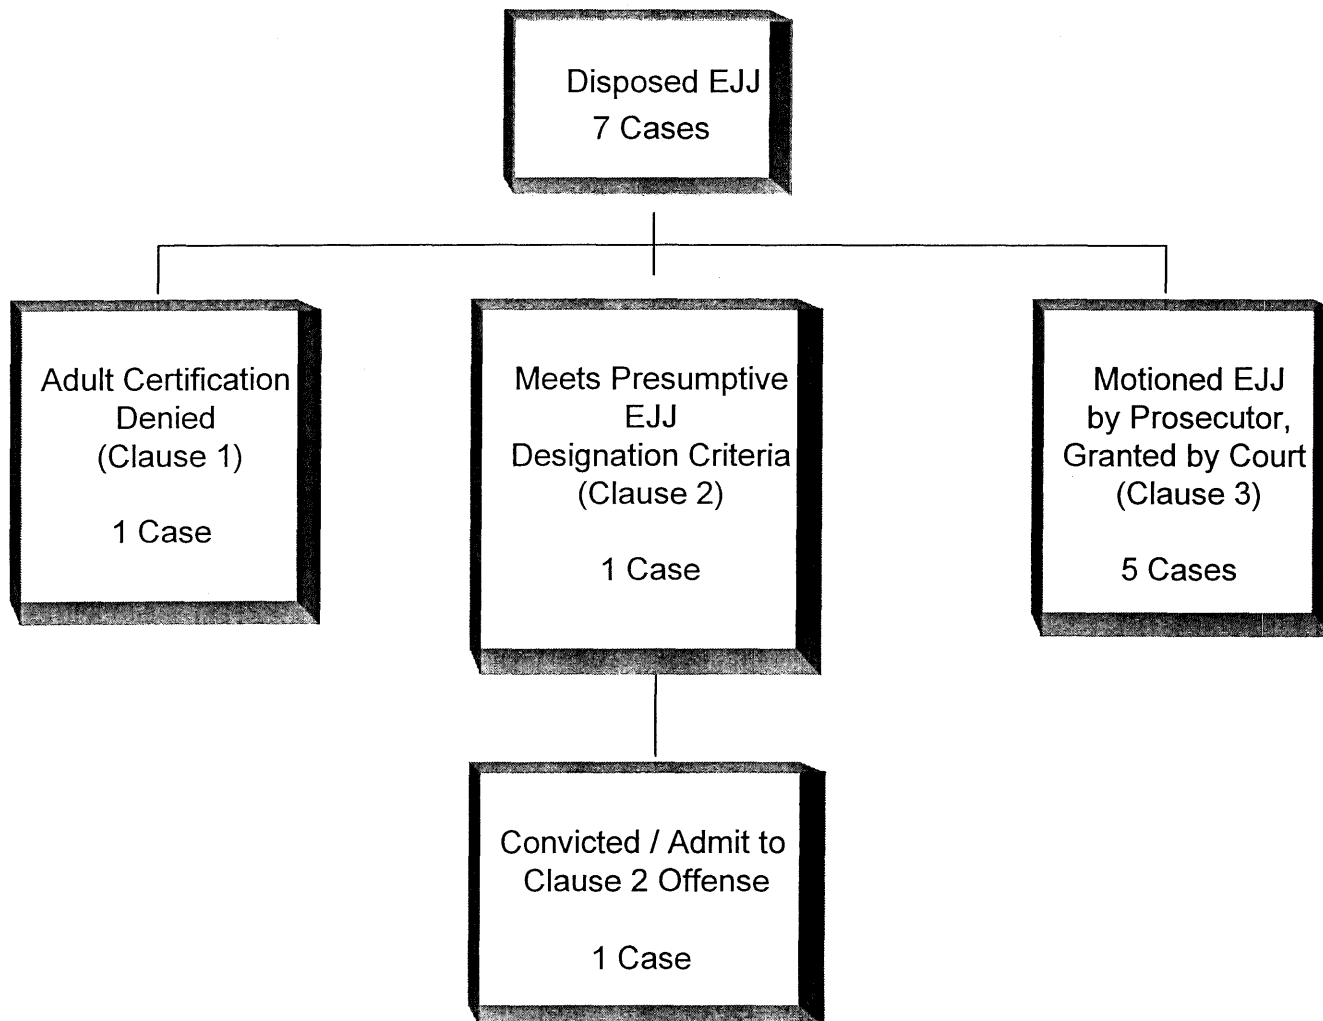 Disposed EJJ
7 Cases
Adult Certification
Denied
(Clause 1)
1 Case
Meets Presumptive
EJJ
Designation Criteria
(Clause 2)
1 Case
Motioned EJJ
by Prosecutor,
Granted by Court
(Clause 3)
5 Cases
Convicted / Admit to
Clause 2 Offense
1 Case